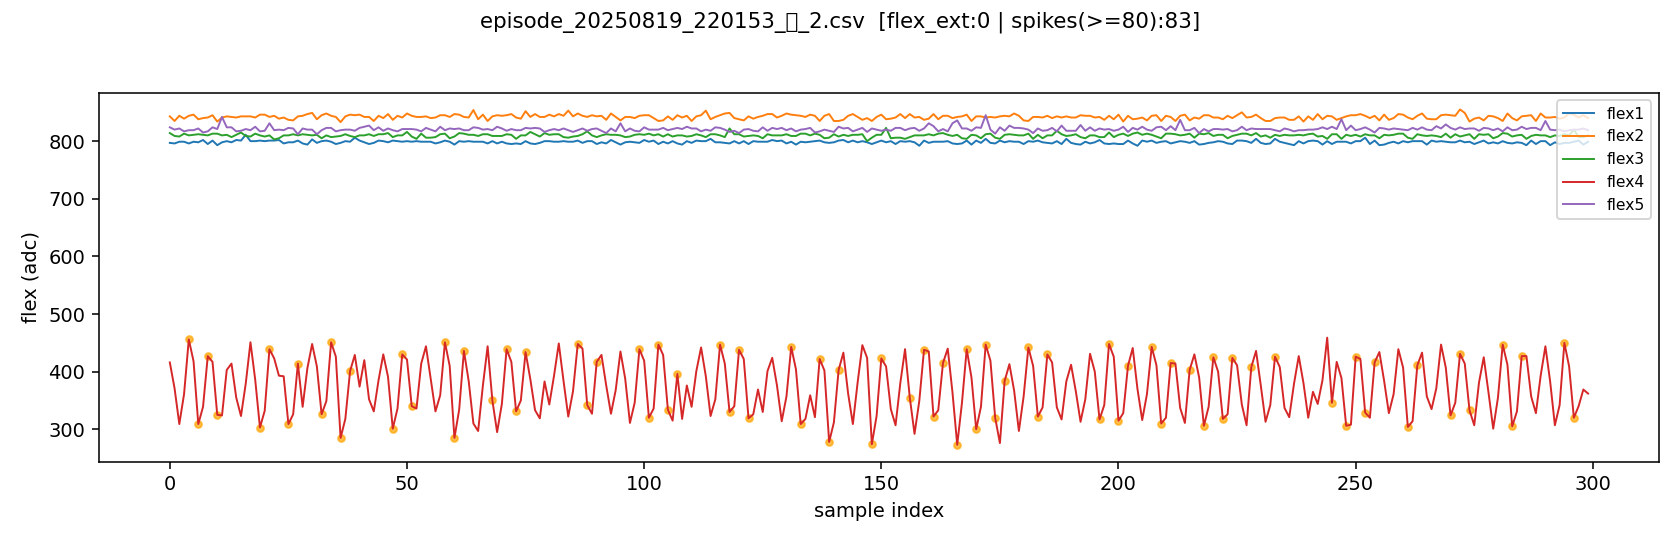 episode_20250819_220153_▯_2.csv  [flex_ext:0 | spikes(>=80):83]
flex1
flex2
flex3
flex4
flex5
flex (adc)
800
700
600
500
400
300
0
50
100
150
200
250
300
sample index